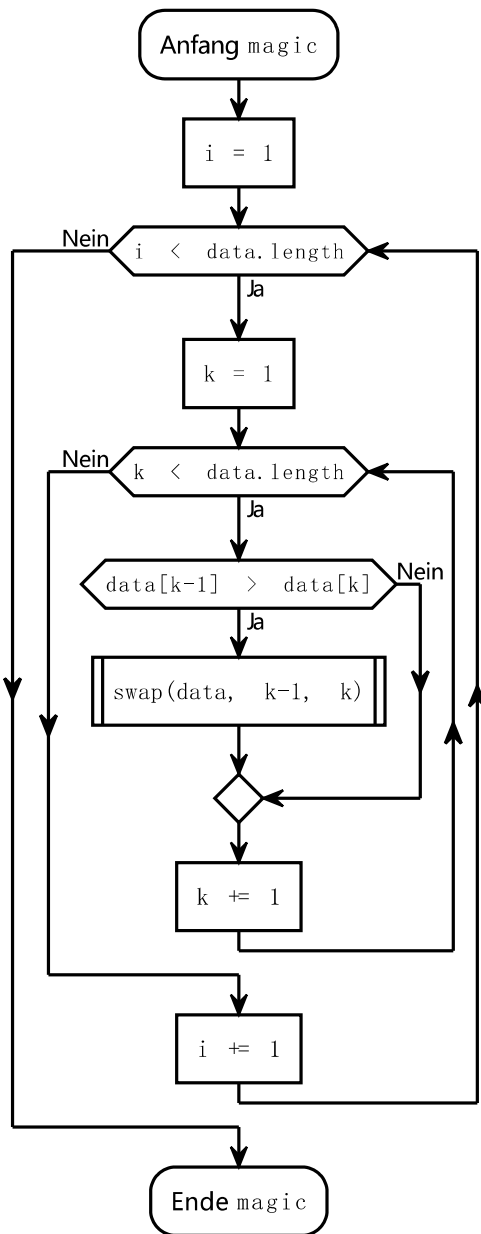 Anfang magic
i = 1
Nein
i < data.length
Ja
k = 1
Nein
k < data.length
Ja
data[k-1] > data[k]
Nein
Ja
swap(data, k-1, k)
k += 1
i += 1
Ende magic